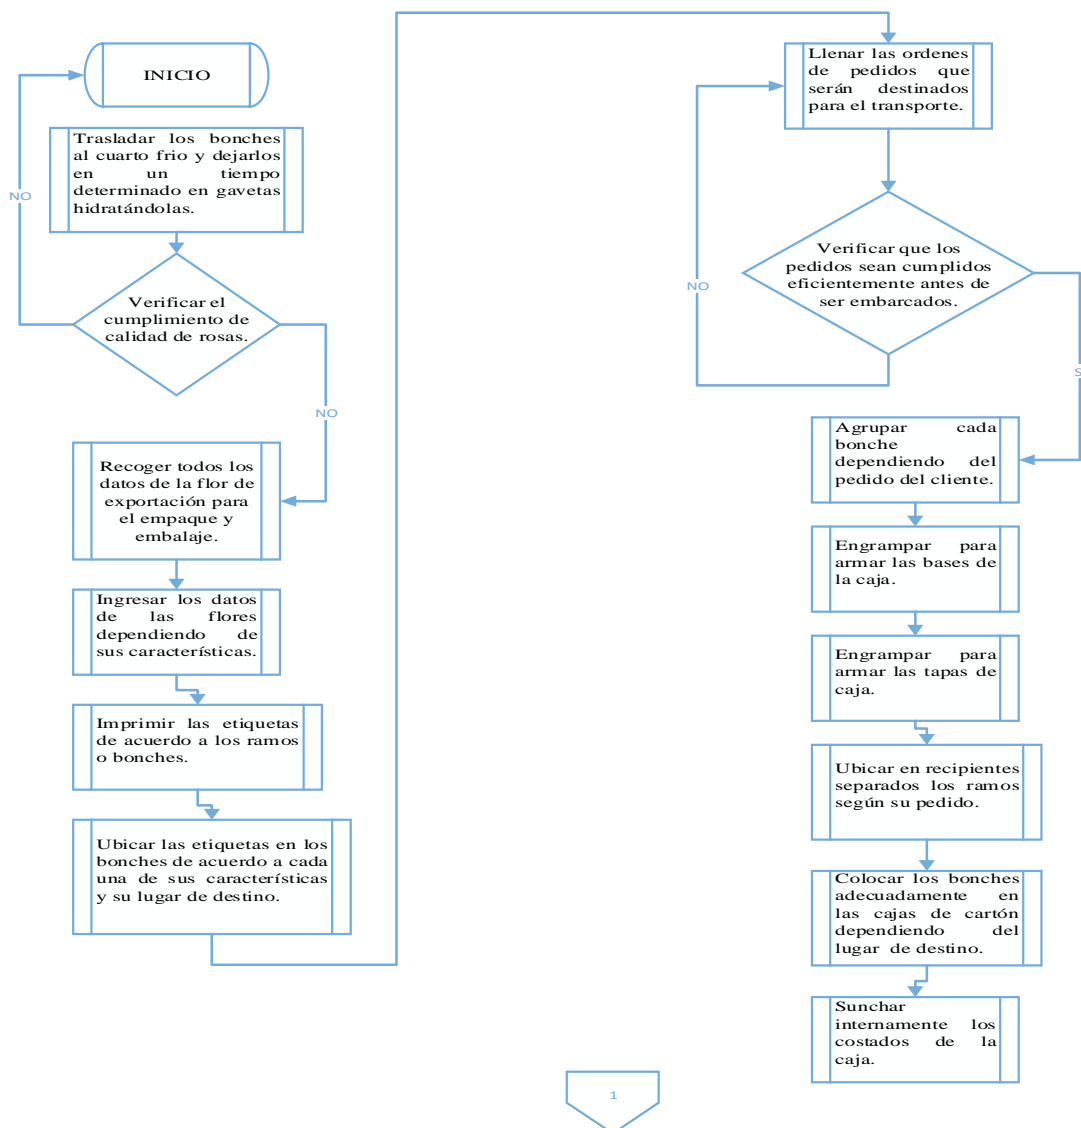 INICIO
Trasladar los bonches
al cuarto frio y dejarlos
en un tiempo
determinado en gavetas
hidratándolas.
NO
Verificar el
cumplimiento de
calidad de rosas.
NO
Recoger todos los
datos de la flor de
exportación para
el empaque y
embalaje.
Ingresar los datos
de las flores
dependiendo de
sus características.
Imprimir las etiquetas
de acuerdo a los ramos
o bonches.
Ubicar las etiquetas en los
bonches de acuerdo a cada
una de sus características
y su lugar de destino.
Llenar las ordenes
de pedidos que
serán destinados
para el transporte.
Verificar que los
pedidos sean cumplidos
eficientemente antes de
ser embarcados.
NO
S
Agrupar cada
bonche
dependiendo del
pedido del cliente.
Engrampar para
armar las bases de
la caja.
Engrampar para
armar las tapas de
caja.
Ubicar en recipientes
separados los ramos
según su pedido.
Colocar los bonches
adecuadamente en
las cajas de cartón
dependiendo del
lugar de destino.
Sunchar
internamente los
costados de la
caja.
1